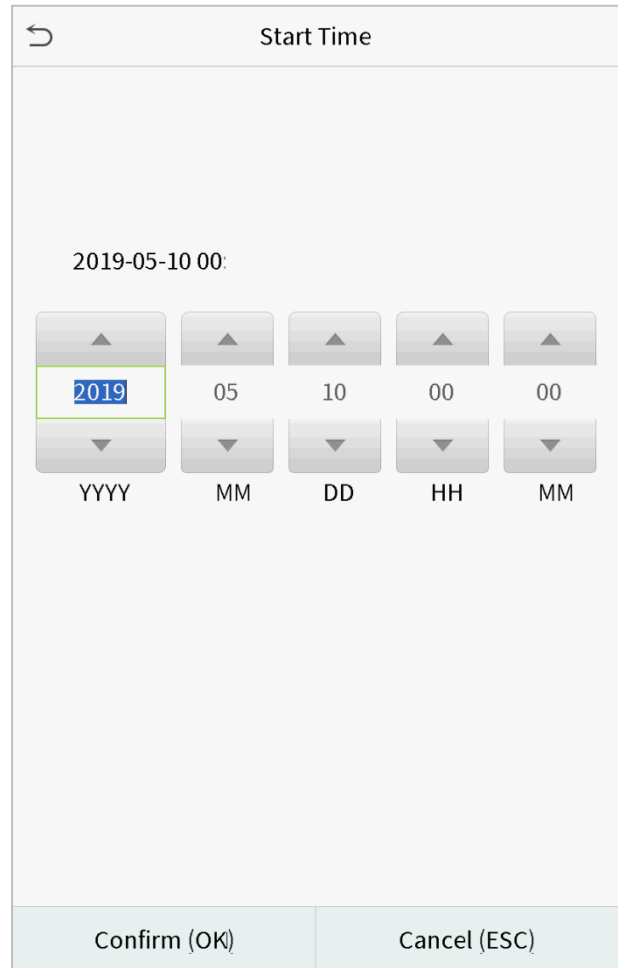 Start Time
2019-05-10 00:
2019 05 10 00 00
YYYY MM DD HH MM
Confirm (OK) Cancel (ESC)